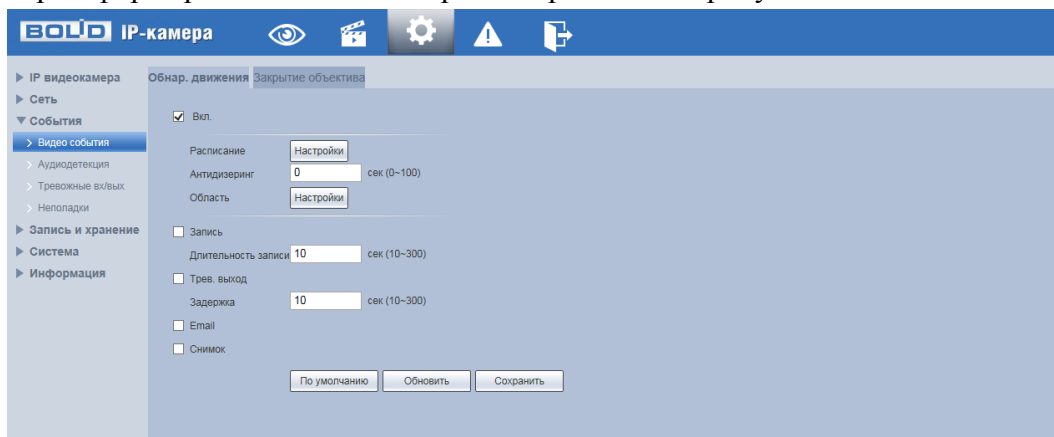 BOLID IP-камера
IP видеокамера
Сеть
События
Видео события
Аудиодетекция
Тревожные вх/вых
Неполадки
Запись и хранение
Система
Информация
Обнар. движения Закрытие объектива
Вкл.
Расписание Настройки
Антидизеринг 0 сек (0~100)
Область Настройки
Запись
Длительность записи 10 сек (10~300)
Трев. выход
Задержка 10 сек (10~300)
Email
Снимок
По умолчанию Обновить Сохранить